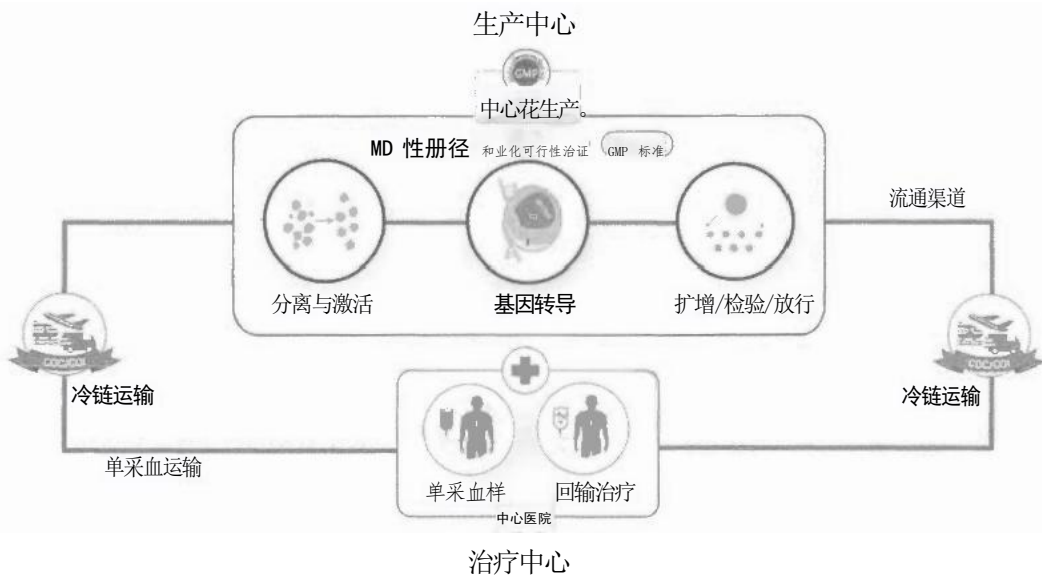 生产中心
GMP
中心花生产。
MD 性册径 和业化可行性治证 GMP 标准
流通渠道
分离与激活
基因转导
扩增/检验/放行
冷链运输
冷链运输
单采血运输
单采血样
回输治疗
中心医院
治疗中心